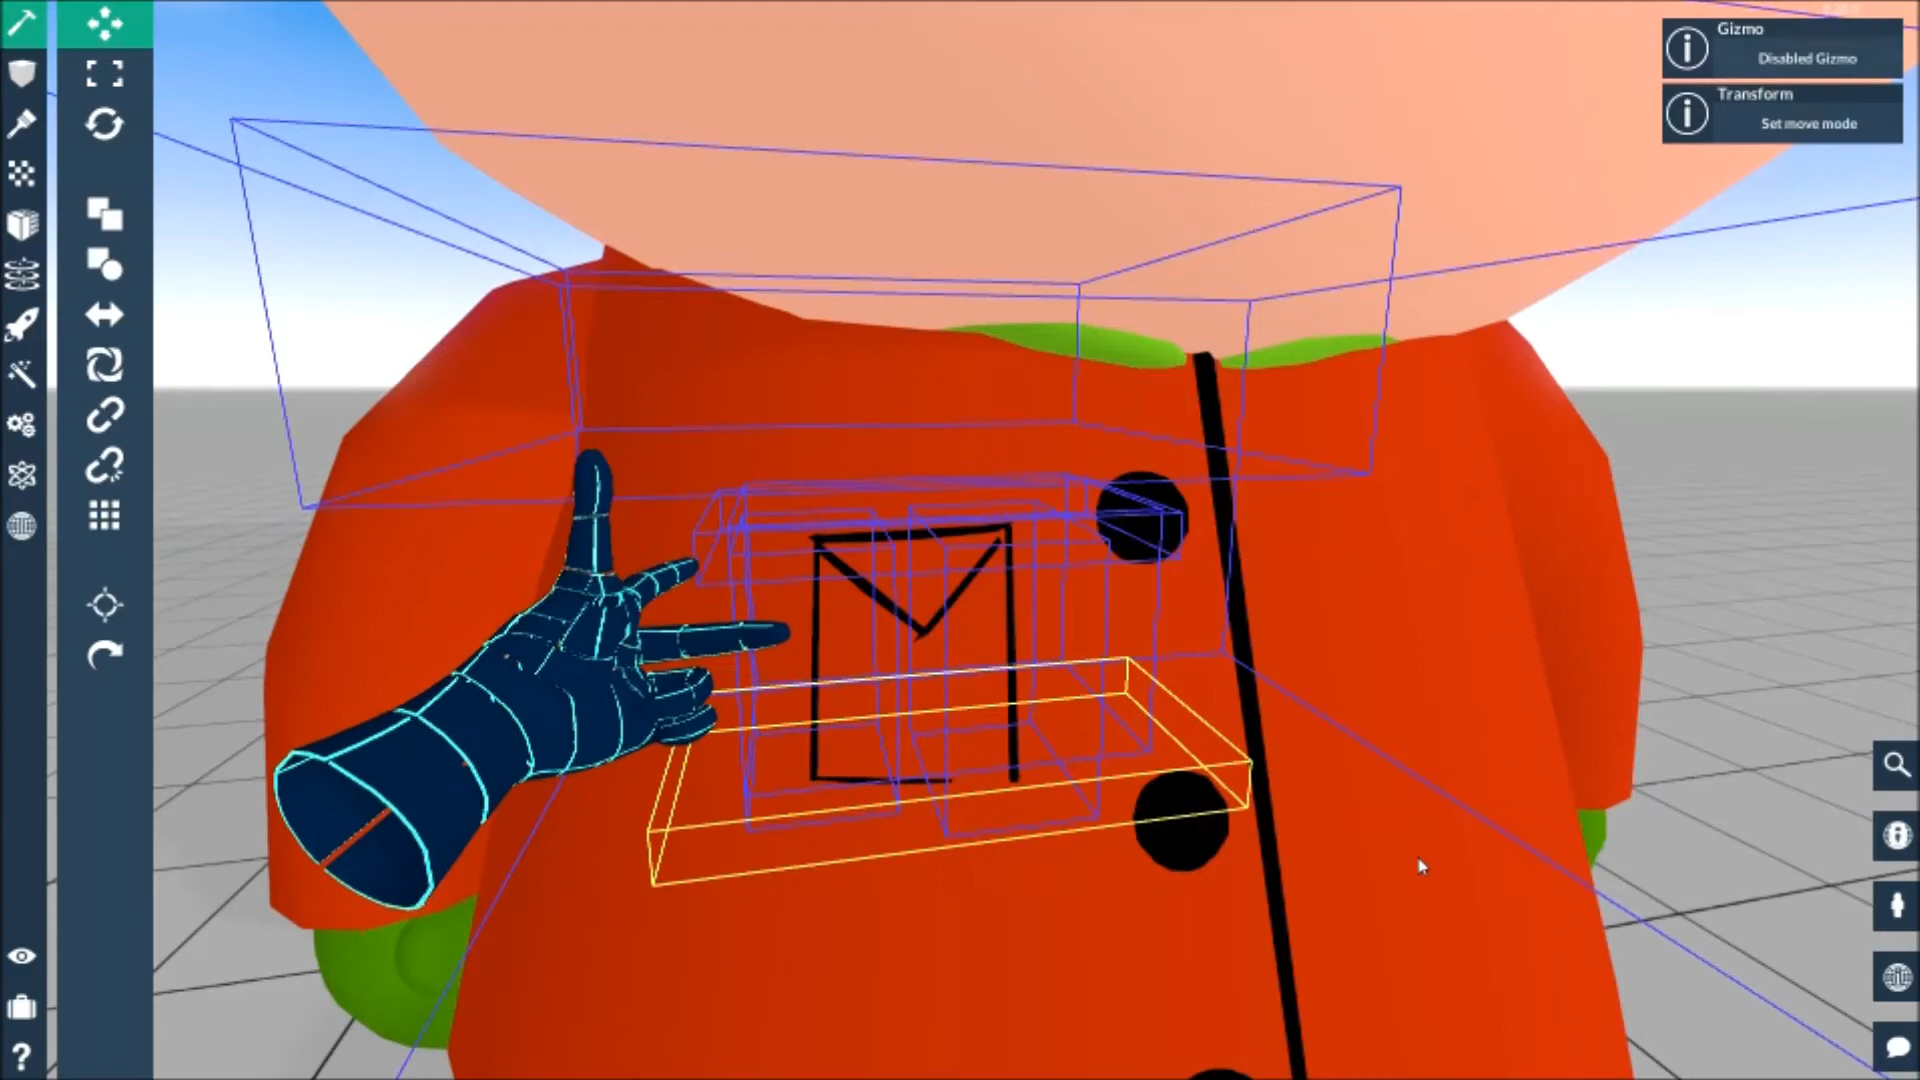 Gizmo
Disabled Gizmo
Transform
Set move mode
?